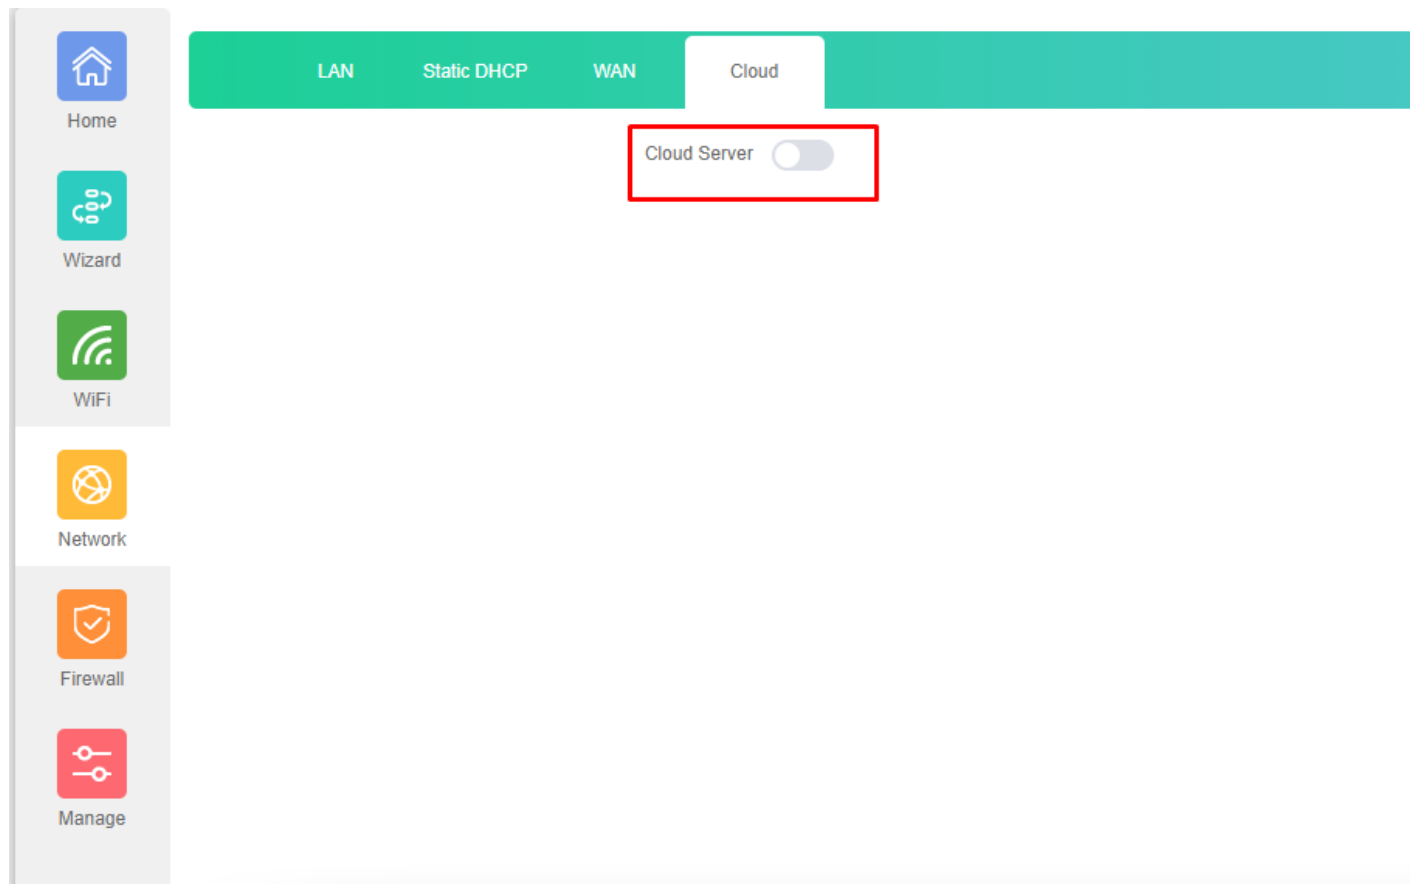 LAN Static DHCP WAN Cloud
Cloud Server
Home
Wizard
WiFi
Network
Firewall
Manage